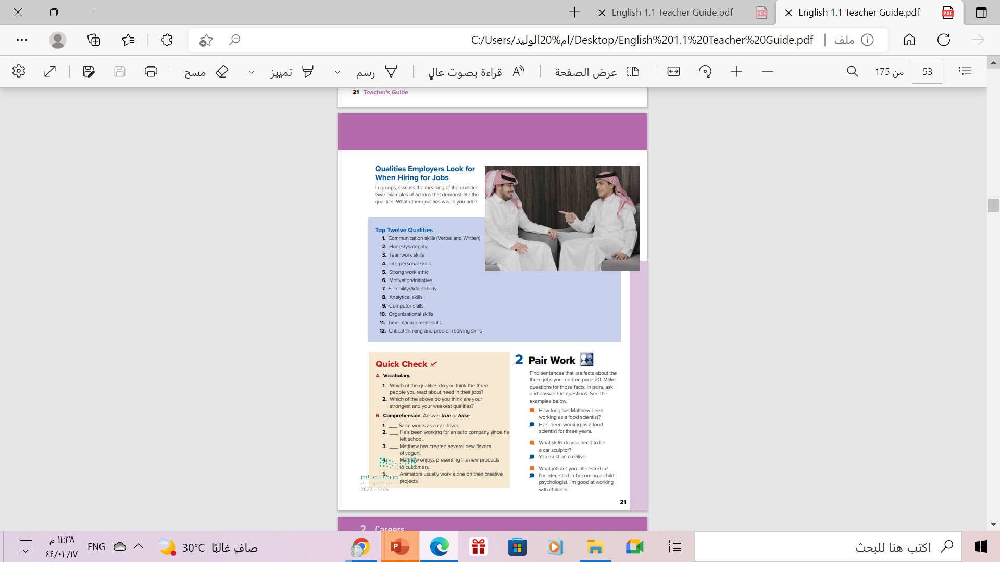 English 1.1 Teacher Guide.pdf
English 1.1 Teacher Guide.pdf
C:/Users/ام%20الوليد/Desktop/English%201.1%20Teacher%20Guide.pdf
ملف
مسح
تمييز
رسم
قراءة بصوت عالٍ
عرض الصفحة
53 من 175
21 Teacher's Guide
Qualities Employers Look for
When Hiring for Jobs
In groups, discuss the meaning of the qualities.
Give examples of actions that demonstrate the
qualities. What other qualities would you add?
Top Twelve Qualities
1. Communication skills (Verbal and Written)
2. Honesty/Integrity
3. Teamwork skills
4. Interpersonal skills
5. Strong work ethic
6. Motivation/Initiative
7. Flexibility/Adaptability
8. Analytical skills
9. Computer skills
10. Organizational skills
11. Time management skills
12. Critical thinking and problem solving skills
Quick Check
A. Vocabulary.
1. Which of the qualities do you think the three
people you read about need in their jobs?
2. Which of the above do you think are your
strongest and your weakest qualities?
B. Comprehension. Answer true or false.
1. ___ Salim works as a car driver.
2. ___ He's been working for an auto company since he
left school.
3. ___ Matthew has created several new flavors
of yogurt.
4. ___ Matthew enjoys presenting his new products
to customers.
5. ___ Animators usually work alone on their creative
projects.
وزارة التعليم
Ministry of Education
2022 - 1444
2 Pair Work
Find sentences that are facts about the
three jobs you read on page 20. Make
questions for those facts. In pairs, ask
and answer the questions. See the
examples below.
How long has Matthew been
working as a food scientist?
He's been working as a food
scientist for three years.
What skills do you need to be
a car sculptor?
You must be creative.
What job are you interested in?
I'm interested in becoming a child
psychologist. I'm good at working
with children.
21
2 Careers
١١:٣٨ م
٤٤/٠٢/١٧
ENG
30°C صافٍ غالبًا
اكتب هنا للبحث